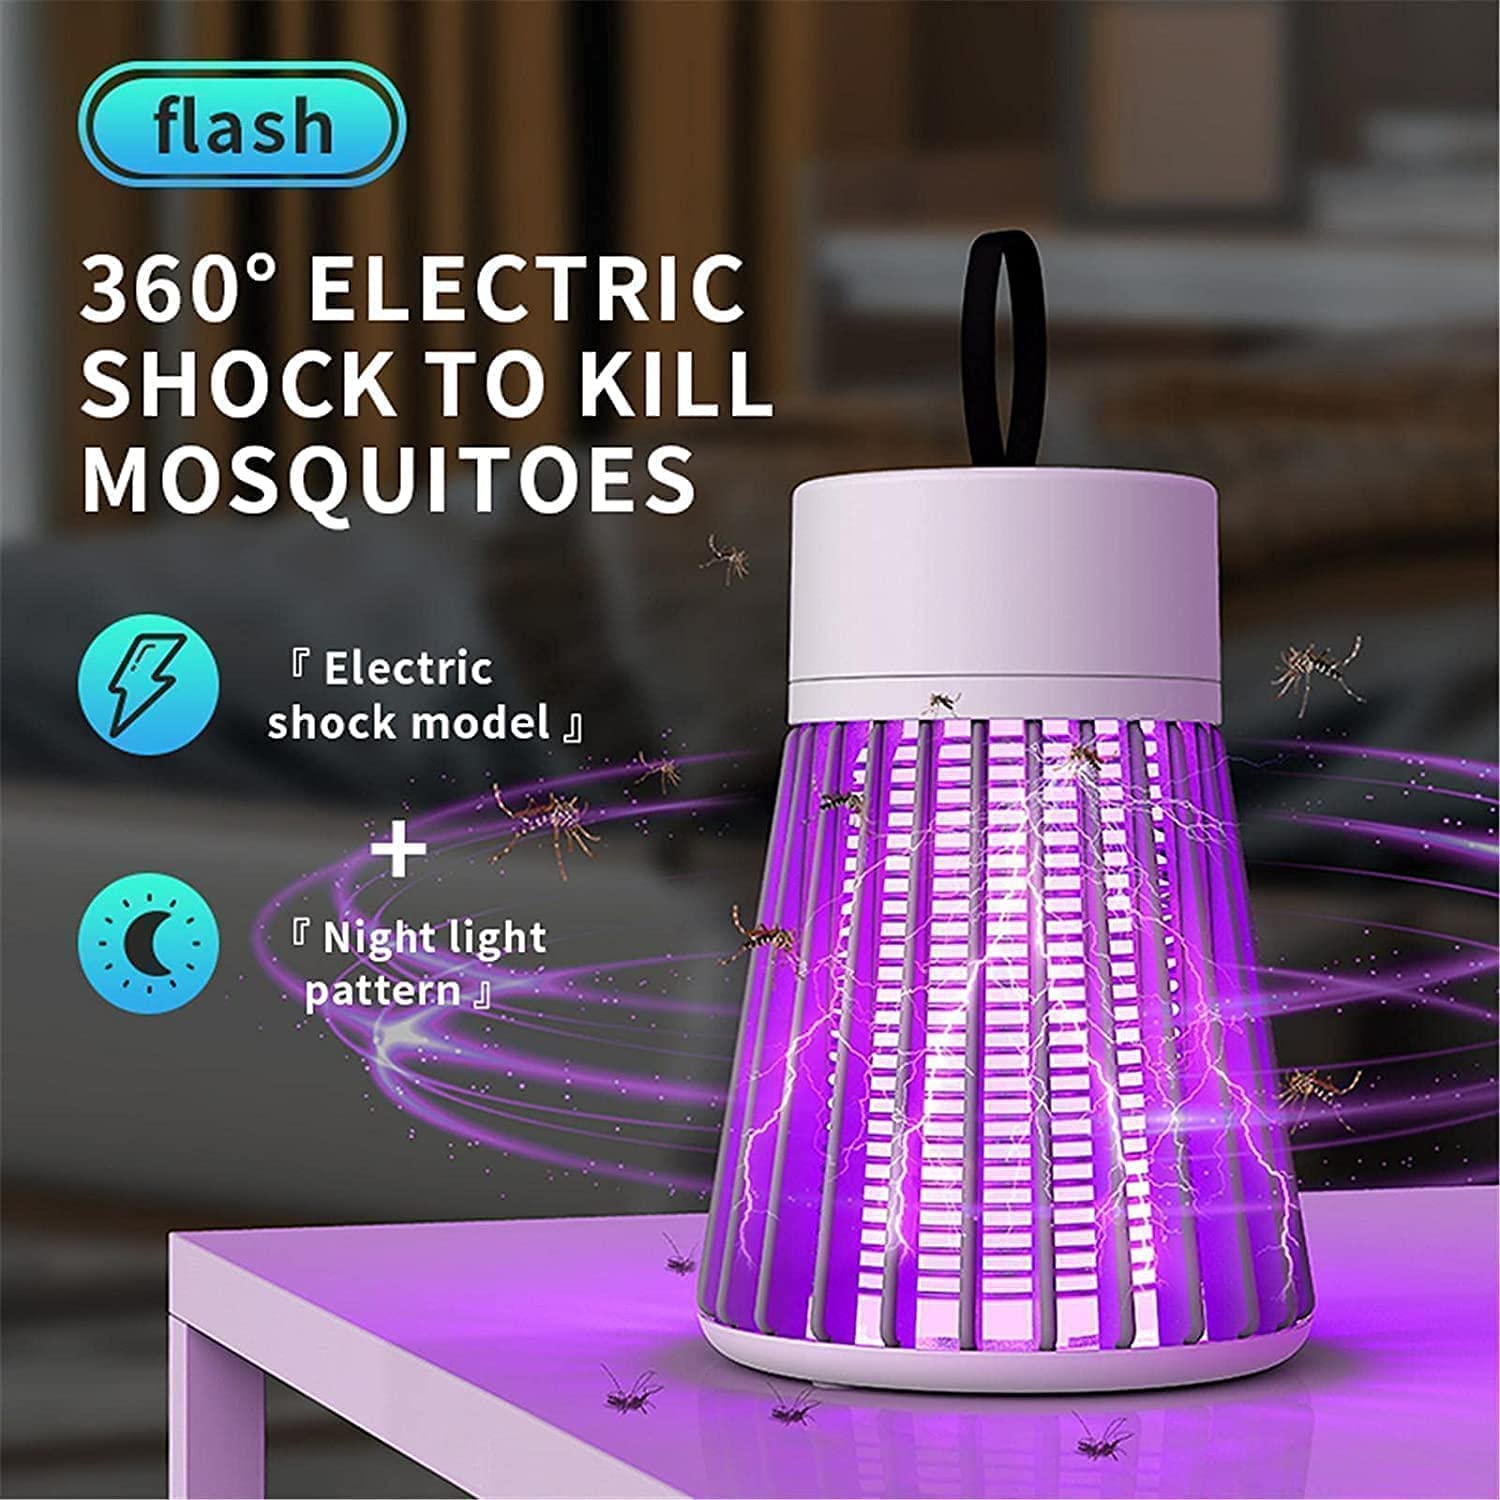 flash
360° ELECTRIC
SHOCK TO KILL
MOSQUITOES
『 Electric
shock model 』
+
『 Night light
pattern 』